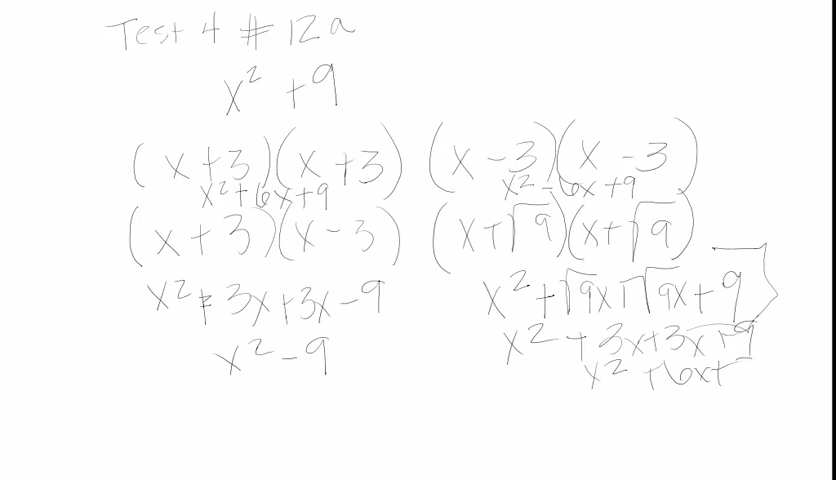 Test 4 # 12a
x² + 9
(x + 3)(x + 3) (x - 3)(x - 3)
x² + 6x + 9 x² - 6x + 9
(x + 3)(x - 3) (x + √9)(x + √9)
x² - 3x + 3x - 9 x² + √9x + √9x + 9
x² - 9 x² + 3x + 3x + 9
x² + 6x +